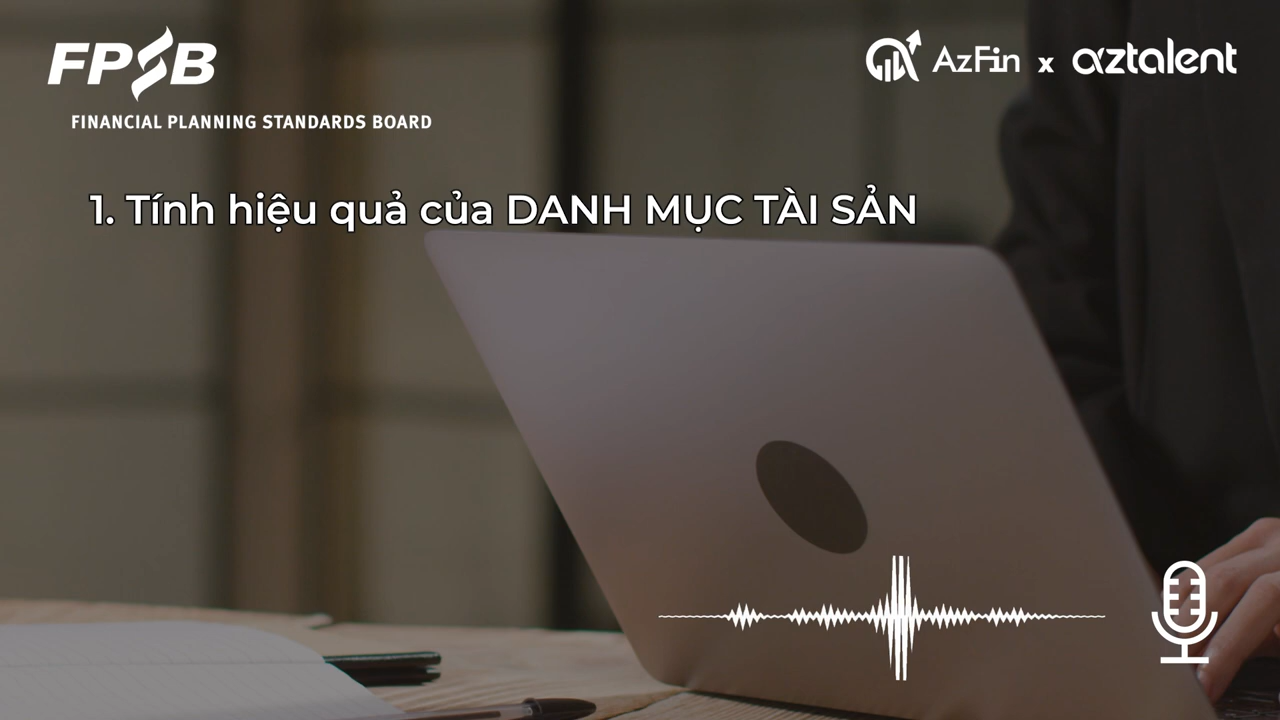 FPSB
FINANCIAL PLANNING STANDARDS BOARD
AzFin x aztalent
1. Tính hiệu quả của DANH MỤC TÀI SẢN